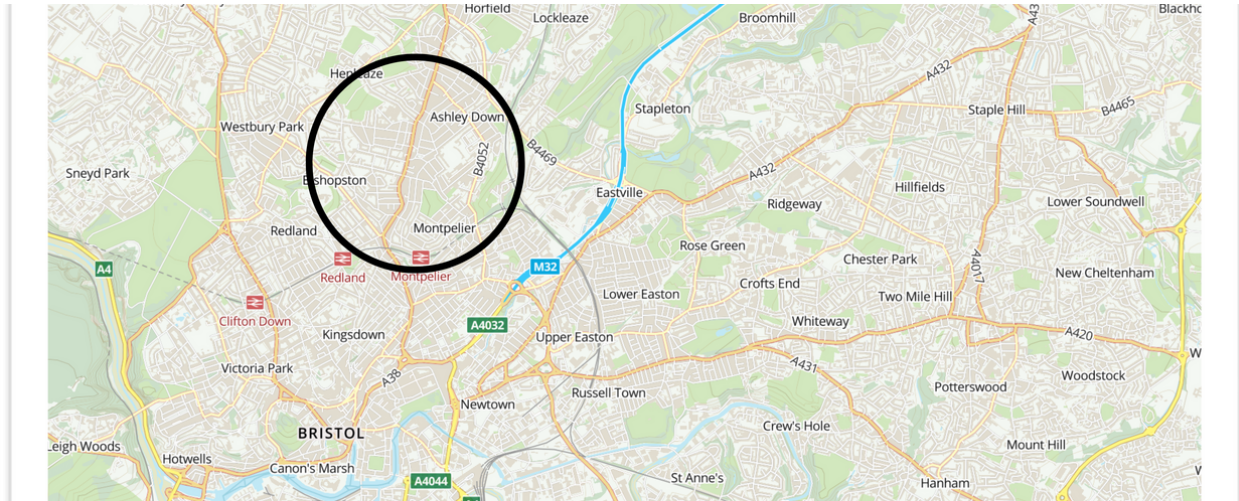 Horfield
Lockleaze
Broomhill
A43
Blackho
Henleaze
A432
Stapleton
Staple Hill
B4465
Ashley Down
Westbury Park
B4469
B4052
A432
Sneyd Park
Bishopston
Eastville
Hillfields
Ridgeway
Lower Soundwell
Redland
Montpelier
Rose Green
Chester Park
A4
M32
A4017
New Cheltenham
Redland
Montpelier
Crofts End
Lower Easton
Two Mile Hill
Clifton Down
Whiteway
A4032
Kingsdown
Upper Easton
A420
W
Victoria Park
A431
A38
Woodstock
Potterswood
Russell Town
Newtown
Crew's Hole
BRISTOL
Leigh Woods
Mount Hill
Hotwells
Canon's Marsh
St Anne's
A4044
Hanham